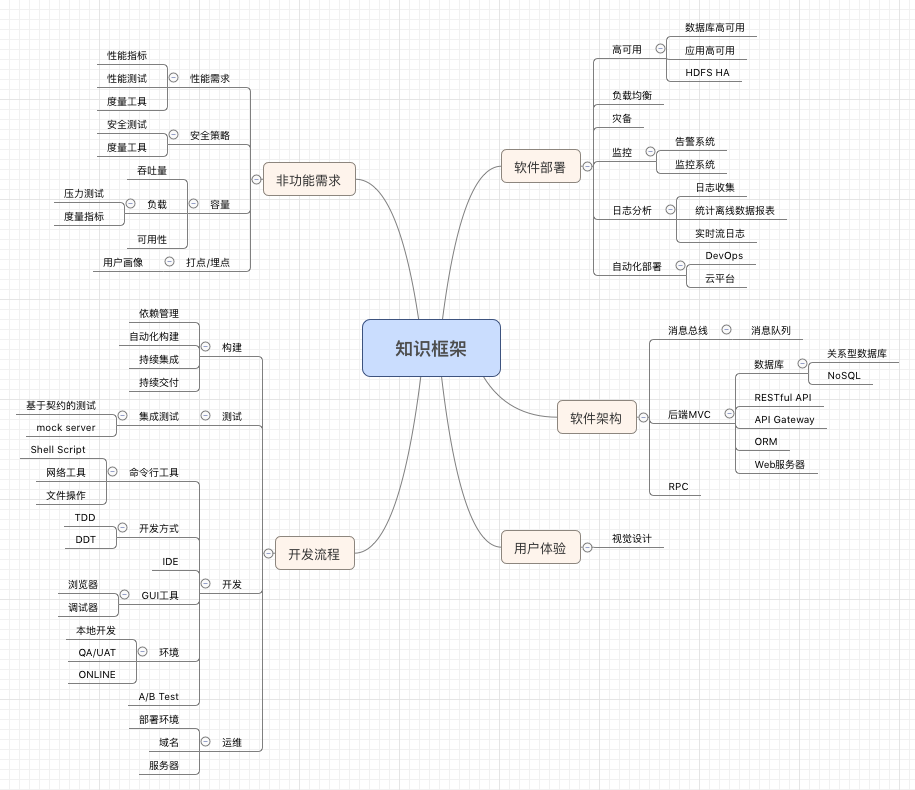 知识框架
软件部署
高可用
数据库高可用
应用高可用
HDFS HA
负载均衡
灾备
监控
告警系统
监控系统
日志分析
日志收集
统计离线数据报表
实时流日志
自动化部署
DevOps
云平台
软件架构
消息总线
消息队列
后端MVC
数据库
关系型数据库
NoSQL
RESTful API
API Gateway
ORM
Web服务器
RPC
用户体验
视觉设计
非功能需求
性能需求
性能指标
性能测试
度量工具
安全策略
安全测试
度量工具
容量
吞吐量
负载
压力测试
度量指标
可用性
打点/埋点
用户画像
开发流程
构建
依赖管理
自动化构建
持续集成
持续交付
测试
集成测试
基于契约的测试
mock server
开发
命令行工具
Shell Script
网络工具
文件操作
开发方式
TDD
DDT
IDE
GUI工具
浏览器
调试器
环境
本地开发
QA/UAT
ONLINE
A/B Test
运维
部署环境
域名
服务器